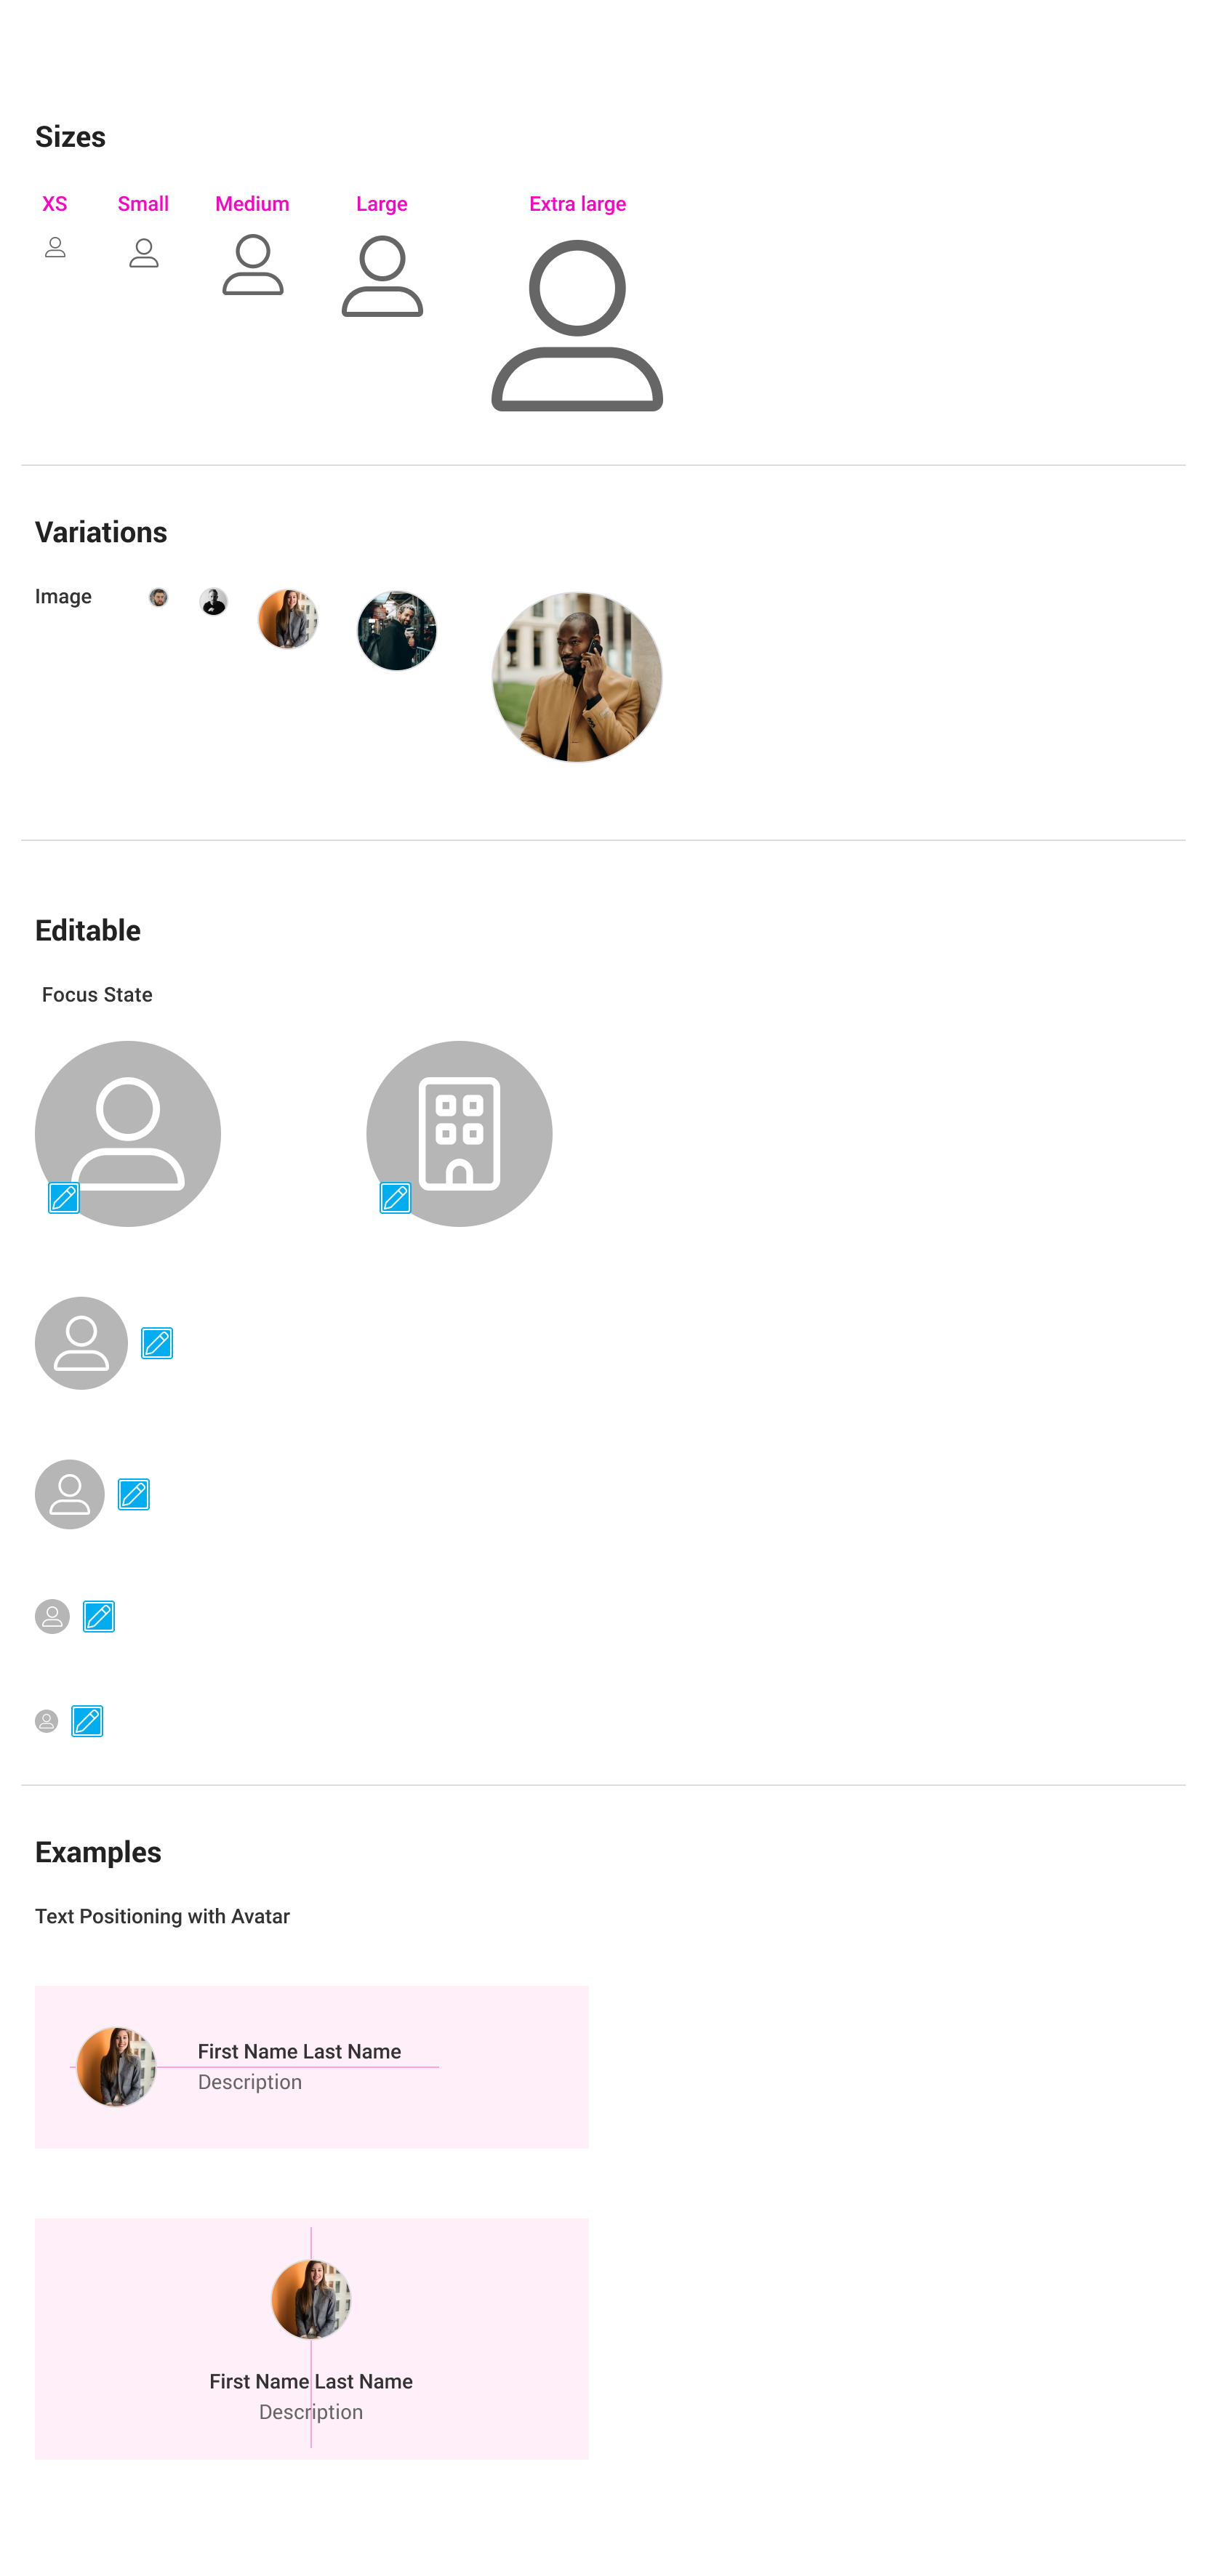 Sizes
XS Small Medium Large Extra large
Variations
Image
Editable
Focus State
Examples
Text Positioning with Avatar
First Name Last Name
Description
First Name Last Name
Description